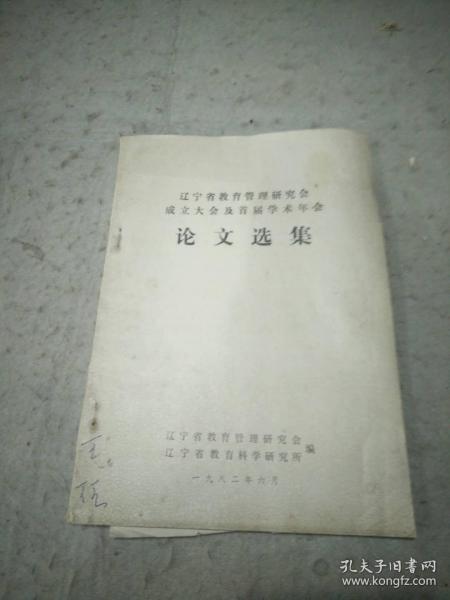 辽宁省教育管理研究会
成立大会及首届学术年会
论文选集
辽宁省教育管理研究会
辽宁省教育科学研究所
编
一九八二年六月
孔夫子旧书网
www.kongfz.com